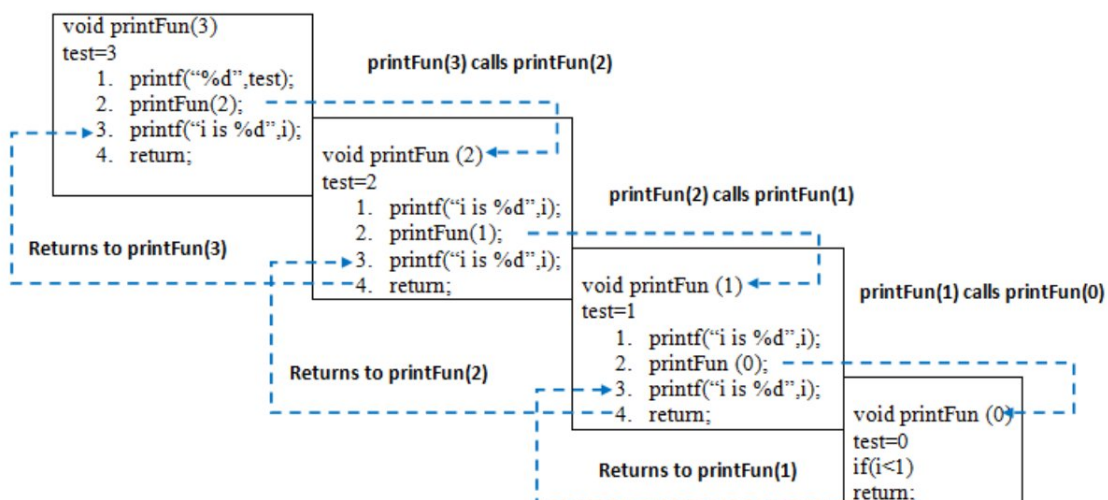 void printFun(3)
test=3
1. printf(“%d”,test);
2. printFun(2);
3. printf(“i is %d”,i);
4. return;
printFun(3) calls printFun(2)
void printFun (2)
test=2
1. printf(“i is %d”,i);
2. printFun(1);
3. printf(“i is %d”,i);
4. return;
Returns to printFun(3)
printFun(2) calls printFun(1)
void printFun (1)
test=1
1. printf(“i is %d”,i);
2. printFun (0);
3. printf(“i is %d”,i);
4. return;
Returns to printFun(2)
printFun(1) calls printFun(0)
void printFun (0)
test=0
if(i<1)
return;
Returns to printFun(1)